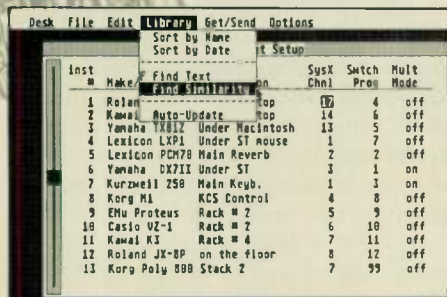 Desk File Edit Library Get/Send Options
Sort by Name
Sort by Date
Find Text
Find Similarity
Auto-Update
t Setup
inst SysX Swtch Mult
# Make/ on Chnl Prog Mode
1 Rolan top 17 4 off
2 Kawai top 14 6 off
3 Yamaha TX81Z Under Macintosh 13 5 off
4 Lexicon LXP1 Under ST mouse 1 7 off
5 Lexicon PCM70 Main Reverb 2 2 off
6 Yamaha DX7II Under ST 3 1 on
7 Kurzweil 250 Main Keyb. 1 3 on
8 Korg M1 KCS Control 4 8 off
9 EMu Proteus Rack # 2 5 9 off
10 Casio VZ-1 Rack # 2 6 10 off
11 Kawai K3 Rack # 4 7 11 off
12 Roland JX-8P on the floor 8 12 off
13 Korg Poly 800 Stack 2 7 99 off